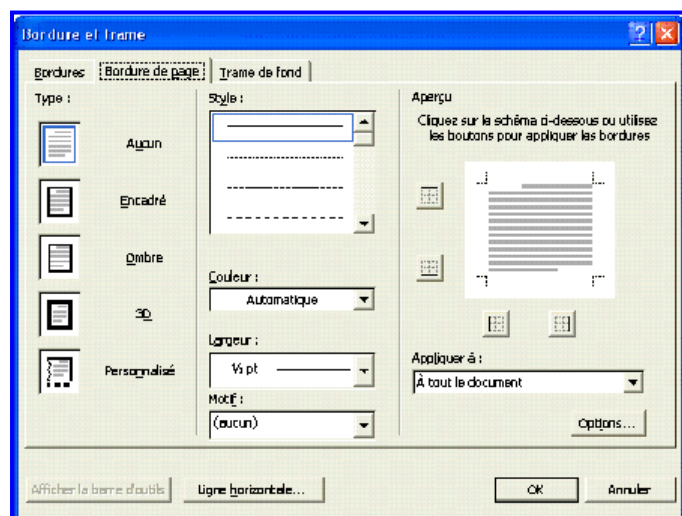 Bordure et trame
Bordures
Bordure de page
Trame de fond
Type :
Aucun
Encadré
Ombre
3D
Personnalisé
Style :
Couleur :
Automatique
Largeur :
½ pt
Motif :
(aucun)
Aperçu
Cliquez sur le schéma ci-dessous ou utilisez
les boutons pour appliquer les bordures
Appliquer à :
À tout le document
Options...
Afficher la barre d'outils
Ligne horizontale...
OK
Annuler